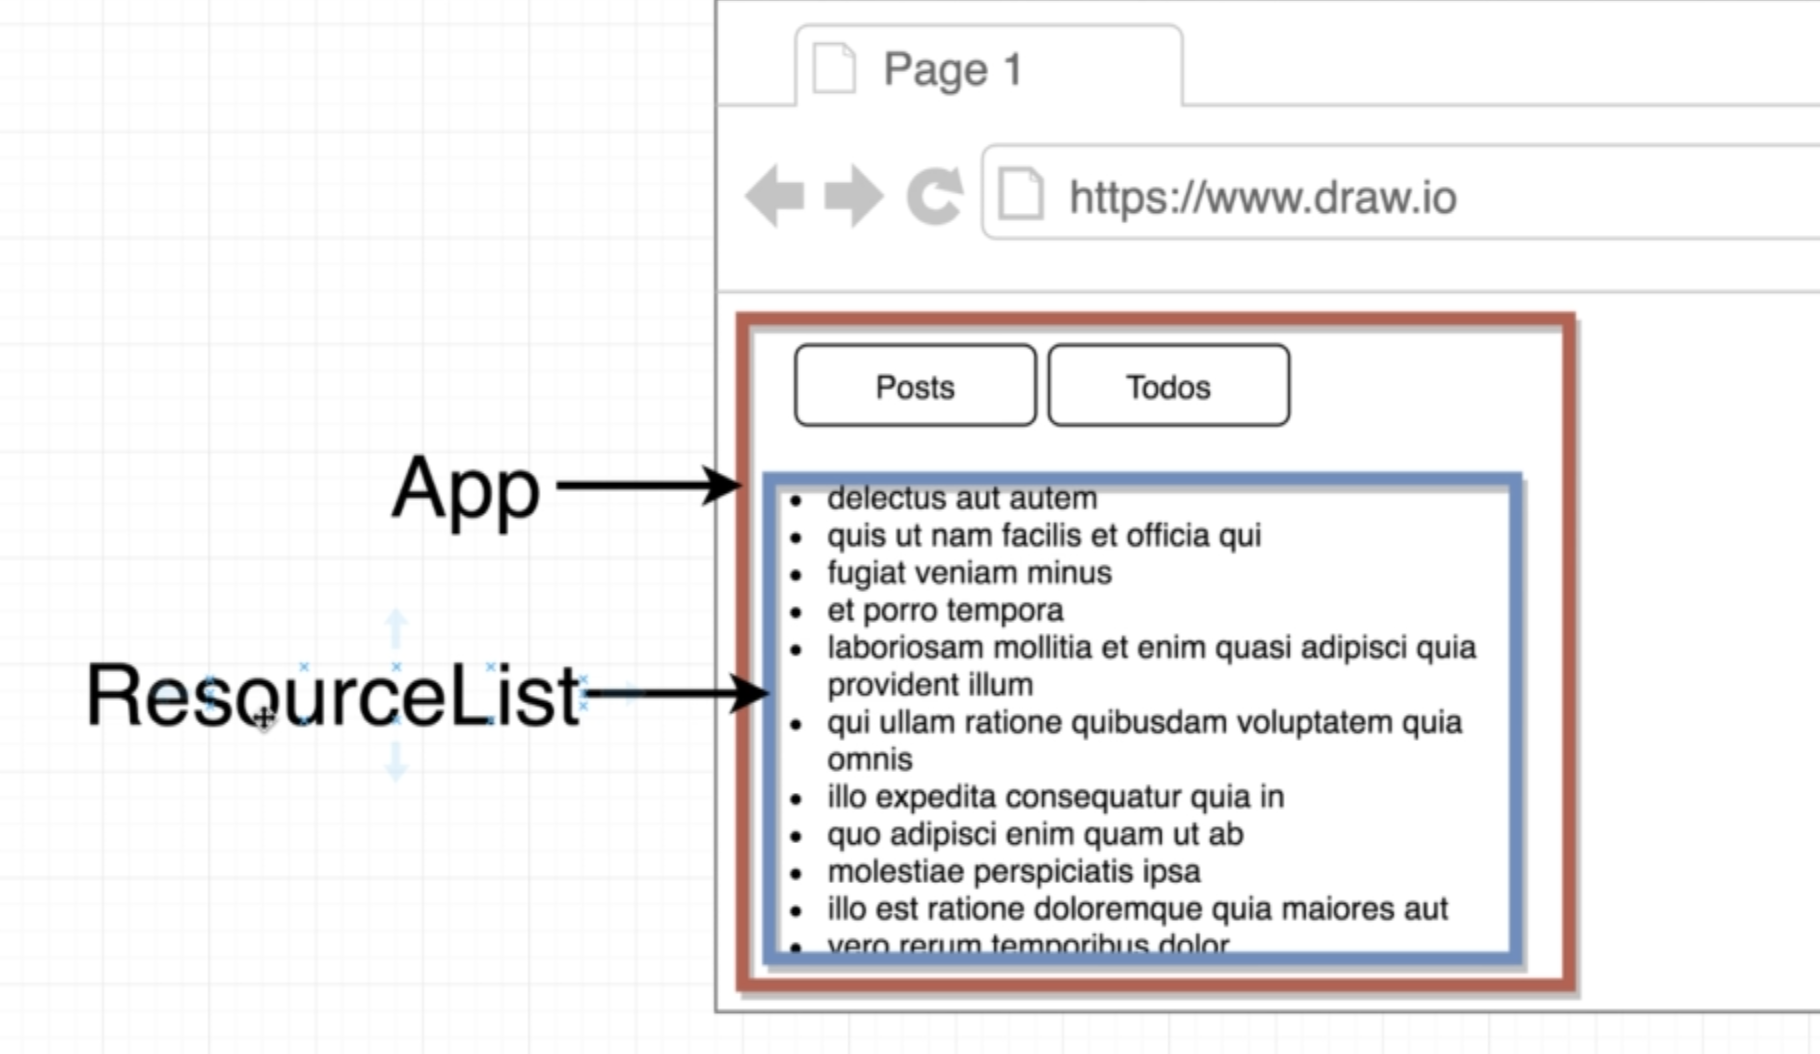 Page 1
https://www.draw.io
Posts
Todos
App
ResourceList
• delectus aut autem
• quis ut nam facilis et officia qui
• fugiat veniam minus
• et porro tempora
• laboriosam mollitia et enim quasi adipisci quia
provident illum
• qui ullam ratione quibusdam voluptatem quia
omnis
• illo expedita consequatur quia in
• quo adipisci enim quam ut ab
• molestiae perspiciatis ipsa
• illo est ratione doloremque quia maiores aut
• vero rerum temporibus dolor